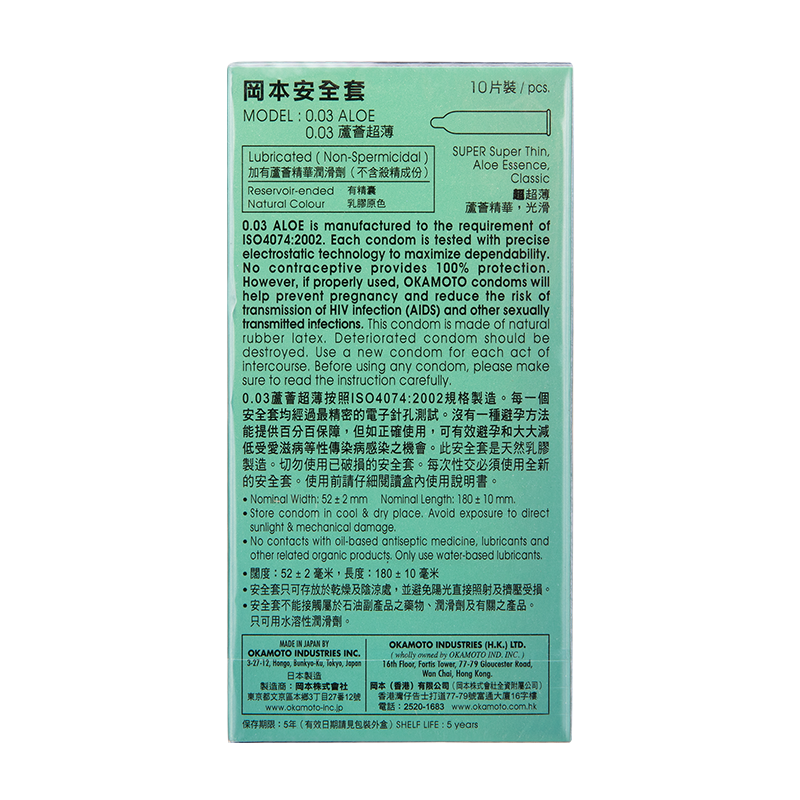 岡本安全套
10片裝 / pcs.
MODEL : 0.03 ALOE
0.03 蘆薈超薄
Lubricated ( Non-Spermicidal )
加有蘆薈精華潤滑劑（不含殺精成份）
Reservoir-ended 有精囊
Natural Colour 乳膠原色
SUPER Super Thin,
Aloe Essence,
Classic
超超薄
蘆薈精華，光滑
0.03 ALOE is manufactured to the requirement of
ISO4074:2002. Each condom is tested with precise
electrostatic technology to maximize dependability.
No contraceptive provides 100% protection.
However, if properly used, OKAMOTO condoms will
help prevent pregnancy and reduce the risk of
transmission of HIV infection (AIDS) and other sexually
transmitted infections. This condom is made of natural
rubber latex. Deteriorated condom should be
destroyed. Use a new condom for each act of
intercourse. Before using any condom, please make
sure to read the instruction carefully.
0.03蘆薈超薄按照ISO4074:2002規格製造。每一個
安全套均經過最精密的電子針孔測試。沒有一種避孕方法
能提供百分百保障，但如正確使用，可有效避孕和大大減
低受愛滋病等性傳染病感染之機會。此安全套是天然乳膠
製造。切勿使用已破損的安全套。每次性交必須使用全新
的安全套。使用前請仔細閱讀盒內使用說明書。
• Nominal Width: 52 ± 2 mm Nominal Length: 180 ± 10 mm.
• Store condom in cool & dry place. Avoid exposure to direct
sunlight & mechanical damage.
• No contacts with oil-based antiseptic medicine, lubricants and
other related organic products. Only use water-based lubricants.
• 闊度：52 ± 2 毫米，長度：180 ± 10 毫米
• 安全套只可存放於乾燥及陰涼處，並避免陽光直接照射及擠壓受損。
• 安全套不能接觸屬於石油副產品之藥物、潤滑劑及有關之產品。
只可用水溶性潤滑劑。
MADE IN JAPAN BY
OKAMOTO INDUSTRIES INC.
3-27-12, Hongo, Bunkyo-Ku, Tokyo, Japan
日本製造
製造商：岡本株式會社
東京都文京區本鄉3丁目27番12號
www.okamoto-inc.jp
OKAMOTO INDUSTRIES (H.K.) LTD.
( wholly owned by OKAMOTO IND. INC. )
16th Floor, Fortis Tower, 77-79 Gloucester Road,
Wan Chai, Hong Kong.
岡本（香港）有限公司（岡本株式會社全資附屬公司）
香港灣仔告士打道77-79號富通大廈16字樓
電話：2520-1683 www.okamoto.com.hk
保存期限：5年（有效日期請見包裝外盒）SHELF LIFE : 5 years